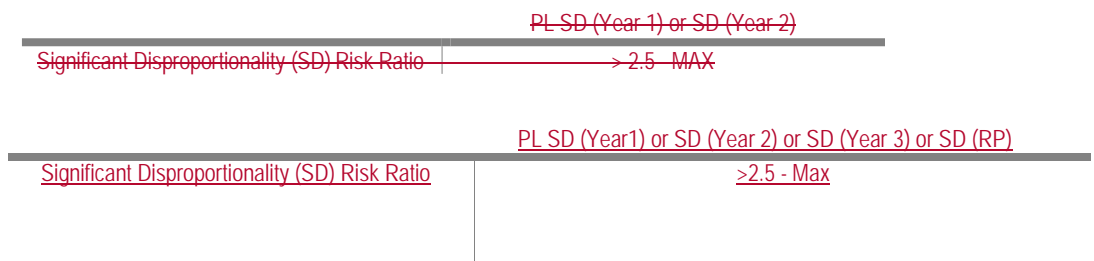 PL SD (Year 1) or SD (Year 2)
Significant Disproportionality (SD) Risk Ratio > 2.5 - MAX
PL SD (Year1) or SD (Year 2) or SD (Year 3) or SD (RP)
Significant Disproportionality (SD) Risk Ratio >2.5 - Max